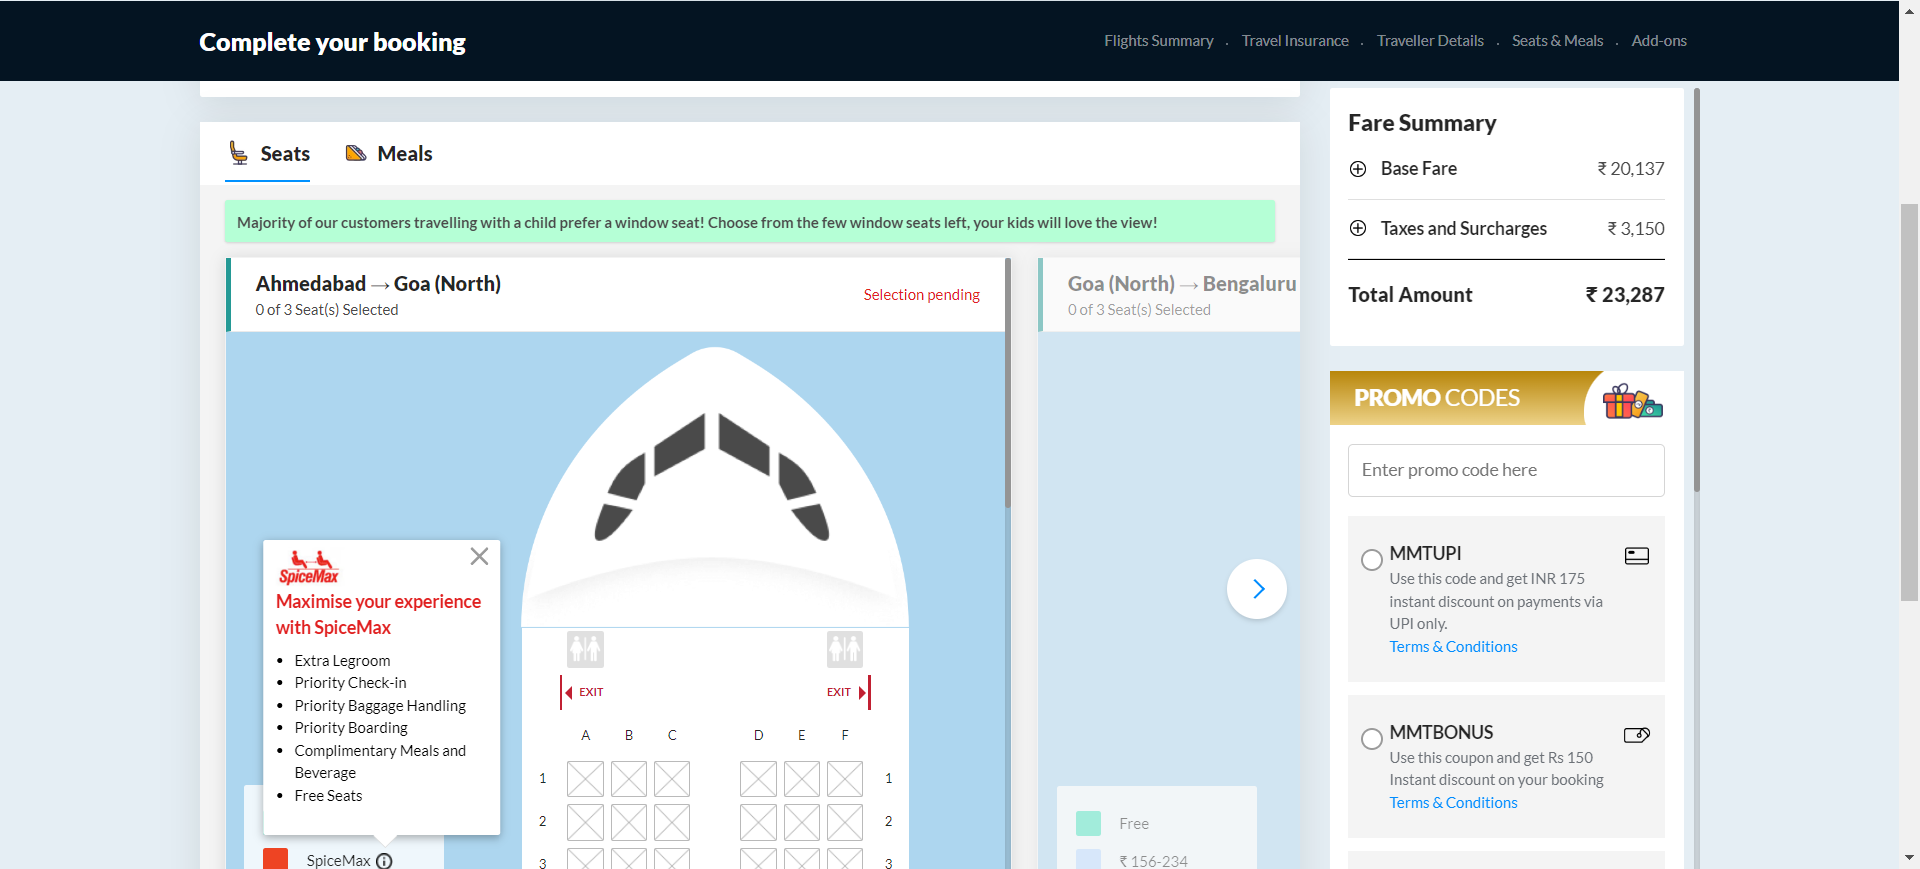 Complete your booking
Flights Summary . Travel Insurance . Traveller Details . Seats & Meals . Add-ons
Seats
Meals
Majority of our customers travelling with a child prefer a window seat! Choose from the few window seats left, your kids will love the view!
Ahmedabad → Goa (North)
0 of 3 Seat(s) Selected
Selection pending
Goa (North) → Bengaluru
0 of 3 Seat(s) Selected
SpiceMax
Maximise your experience
with SpiceMax
• Extra Legroom
• Priority Check-in
• Priority Baggage Handling
• Priority Boarding
• Complimentary Meals and
Beverage
• Free Seats
SpiceMax
EXIT EXIT
A B C D E F
1 1
2 2
3 3
Free
₹ 156-234
Fare Summary
Base Fare ₹ 20,137
Taxes and Surcharges ₹ 3,150
Total Amount ₹ 23,287
PROMO CODES
Enter promo code here
MMTUPI
Use this code and get INR 175
instant discount on payments via
UPI only.
Terms & Conditions
MMTBONUS
Use this coupon and get Rs 150
Instant discount on your booking
Terms & Conditions